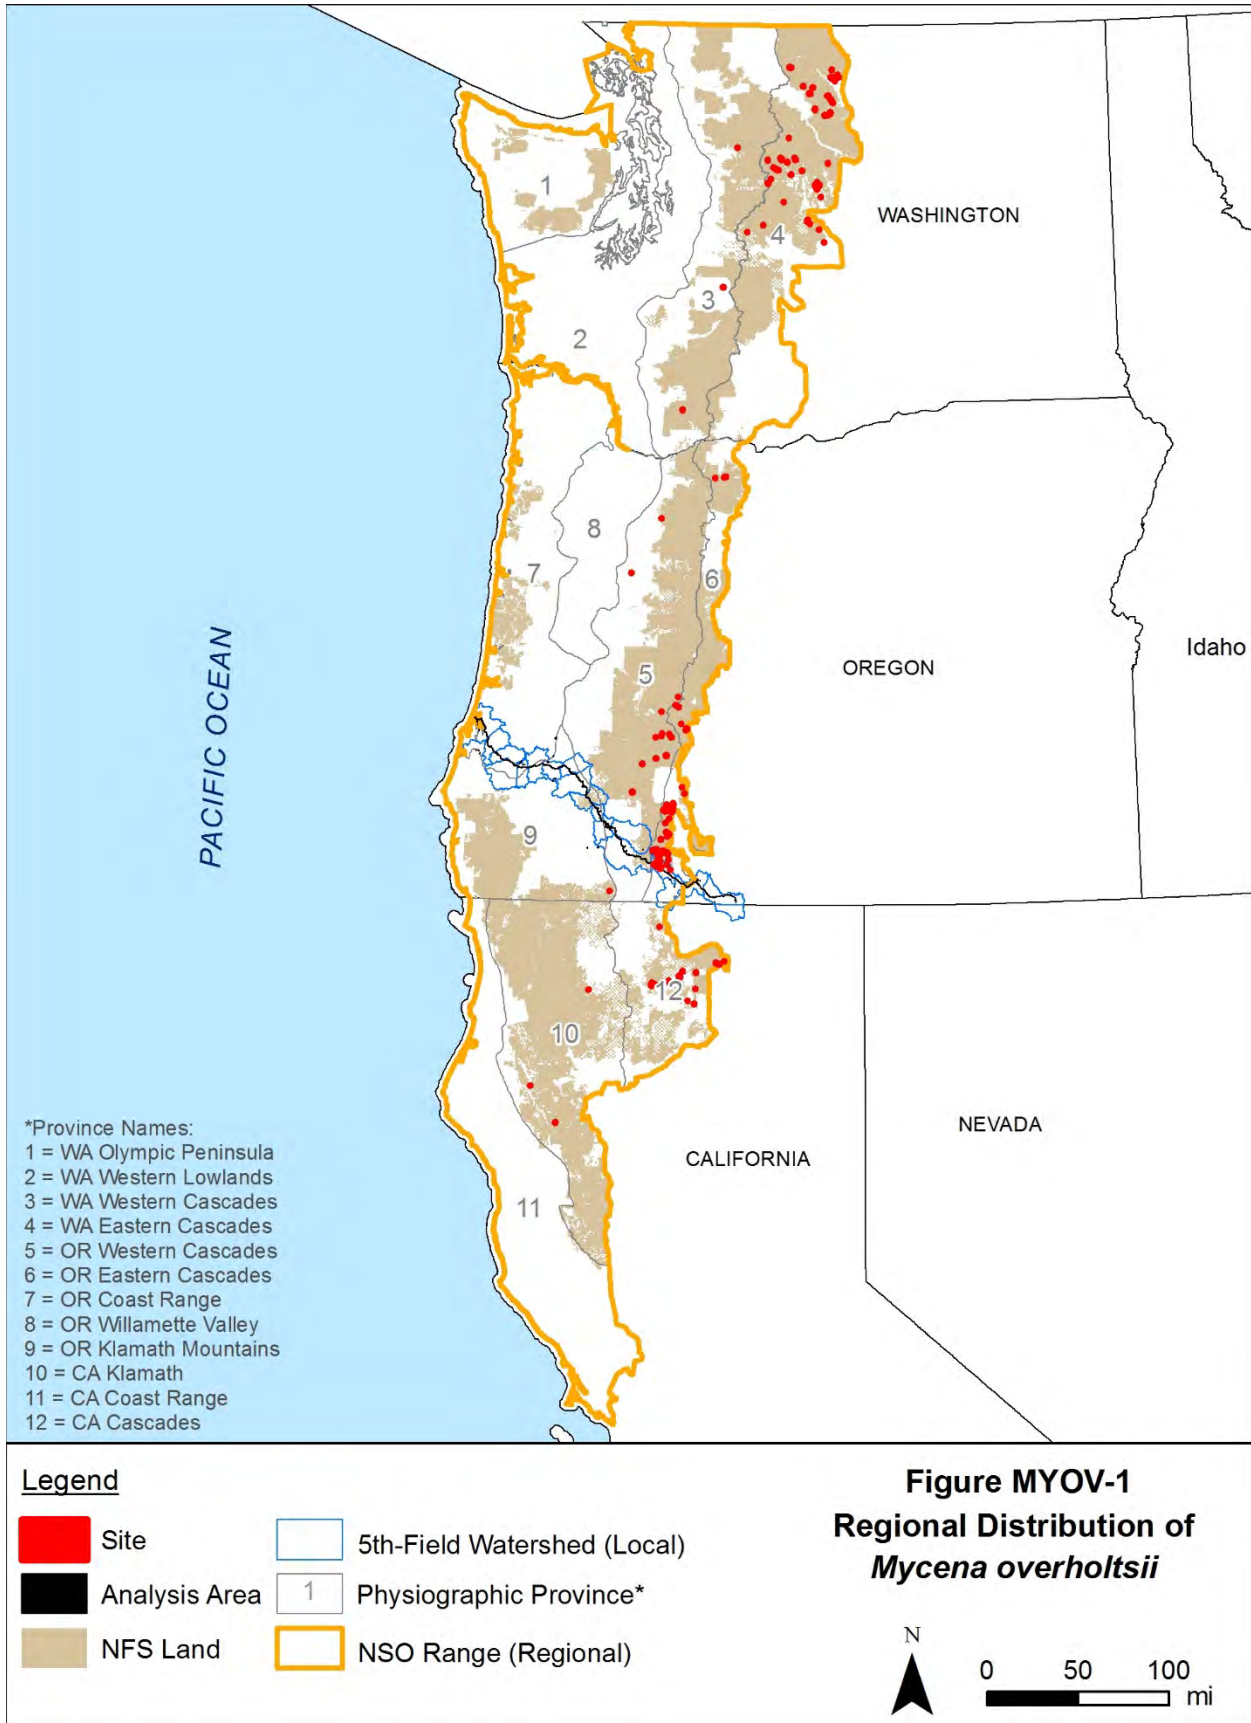 WASHINGTON
1
4
3
2
8
7
6
5
Idaho
OREGON
PACIFIC OCEAN
9
12
10
NEVADA
CALIFORNIA
11
*Province Names:
1 = WA Olympic Peninsula
2 = WA Western Lowlands
3 = WA Western Cascades
4 = WA Eastern Cascades
5 = OR Western Cascades
6 = OR Eastern Cascades
7 = OR Coast Range
8 = OR Willamette Valley
9 = OR Klamath Mountains
10 = CA Klamath
11 = CA Coast Range
12 = CA Cascades
Legend
Site
Analysis Area
NFS Land
5th-Field Watershed (Local)
1 Physiographic Province*
NSO Range (Regional)
Figure MYOV-1
Regional Distribution of
Mycena overholtsii
N
0 50 100
mi